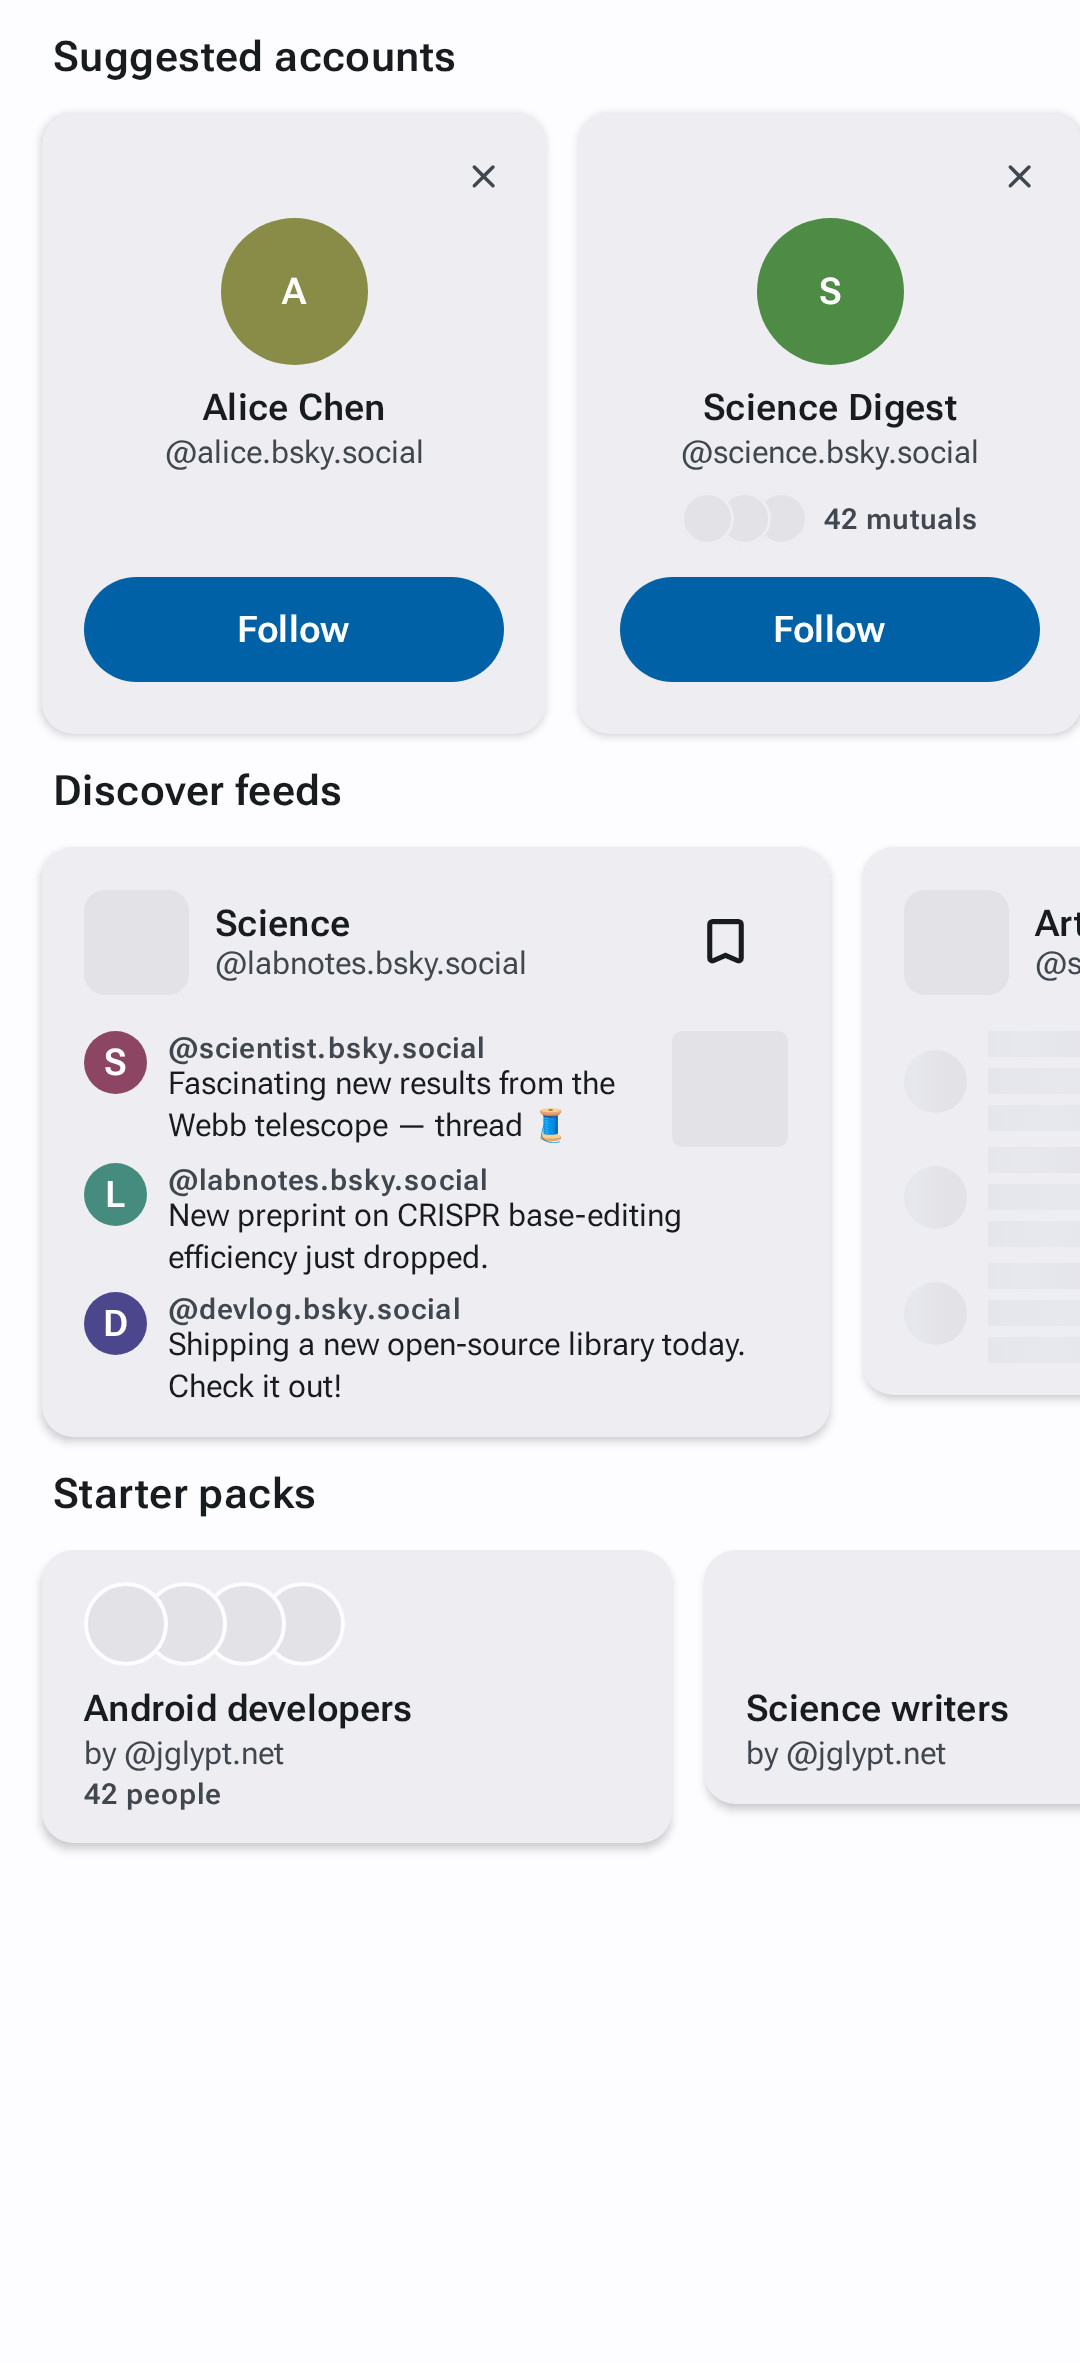 Suggested accounts
A
Alice Chen
@alice.bsky.social
Follow
S
Science Digest
@science.bsky.social
42 mutuals
Follow
Discover feeds
Science
@labnotes.bsky.social
S
@scientist.bsky.social
Fascinating new results from the
Webb telescope — thread 🧵
L
@labnotes.bsky.social
New preprint on CRISPR base-editing
efficiency just dropped.
D
@devlog.bsky.social
Shipping a new open-source library today.
Check it out!
Art
@s
Starter packs
Android developers
by @jglypt.net
42 people
Science writers
by @jglypt.net